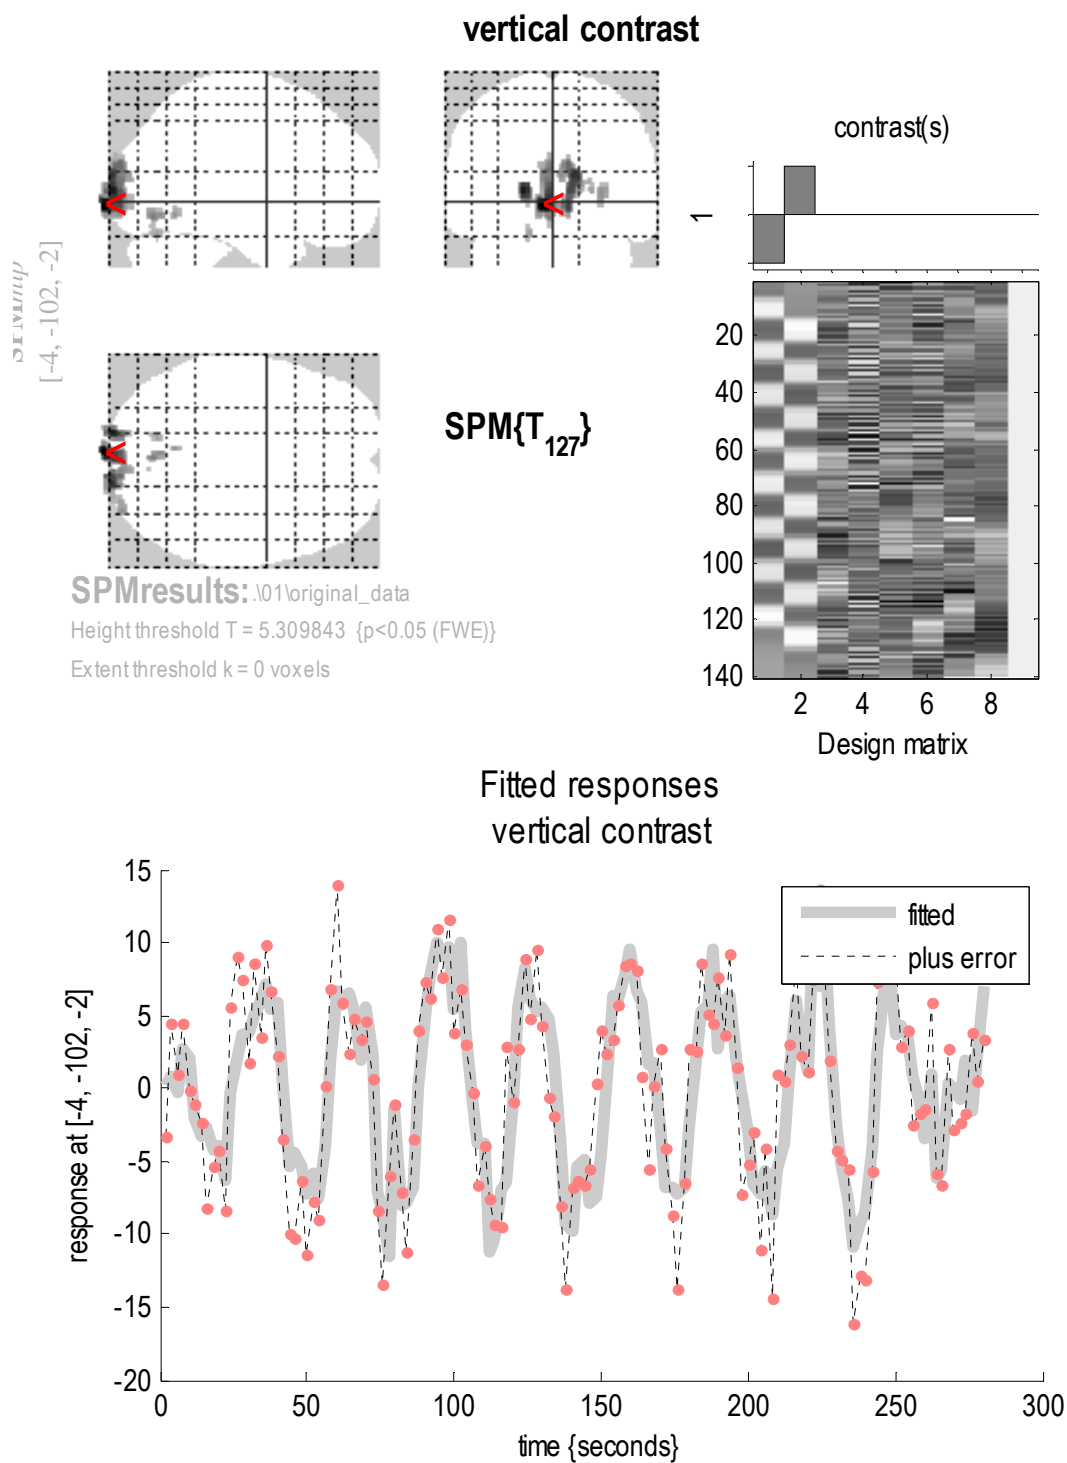 vertical contrast
contrast(s)
1
SPMmip
[-4, -102, -2]
SPM{T127}
20
40
60
80
100
120
140
2 4 6 8
Design matrix
SPMresults: .\01\original_data
Height threshold T = 5.309843 {p<0.05 (FWE)}
Extent threshold k = 0 voxels
Fitted responses
vertical contrast
fitted
plus error
response at [-4, -102, -2]
15
10
5
0
-5
-10
-15
-20
0 50 100 150 200 250 300
time {seconds}